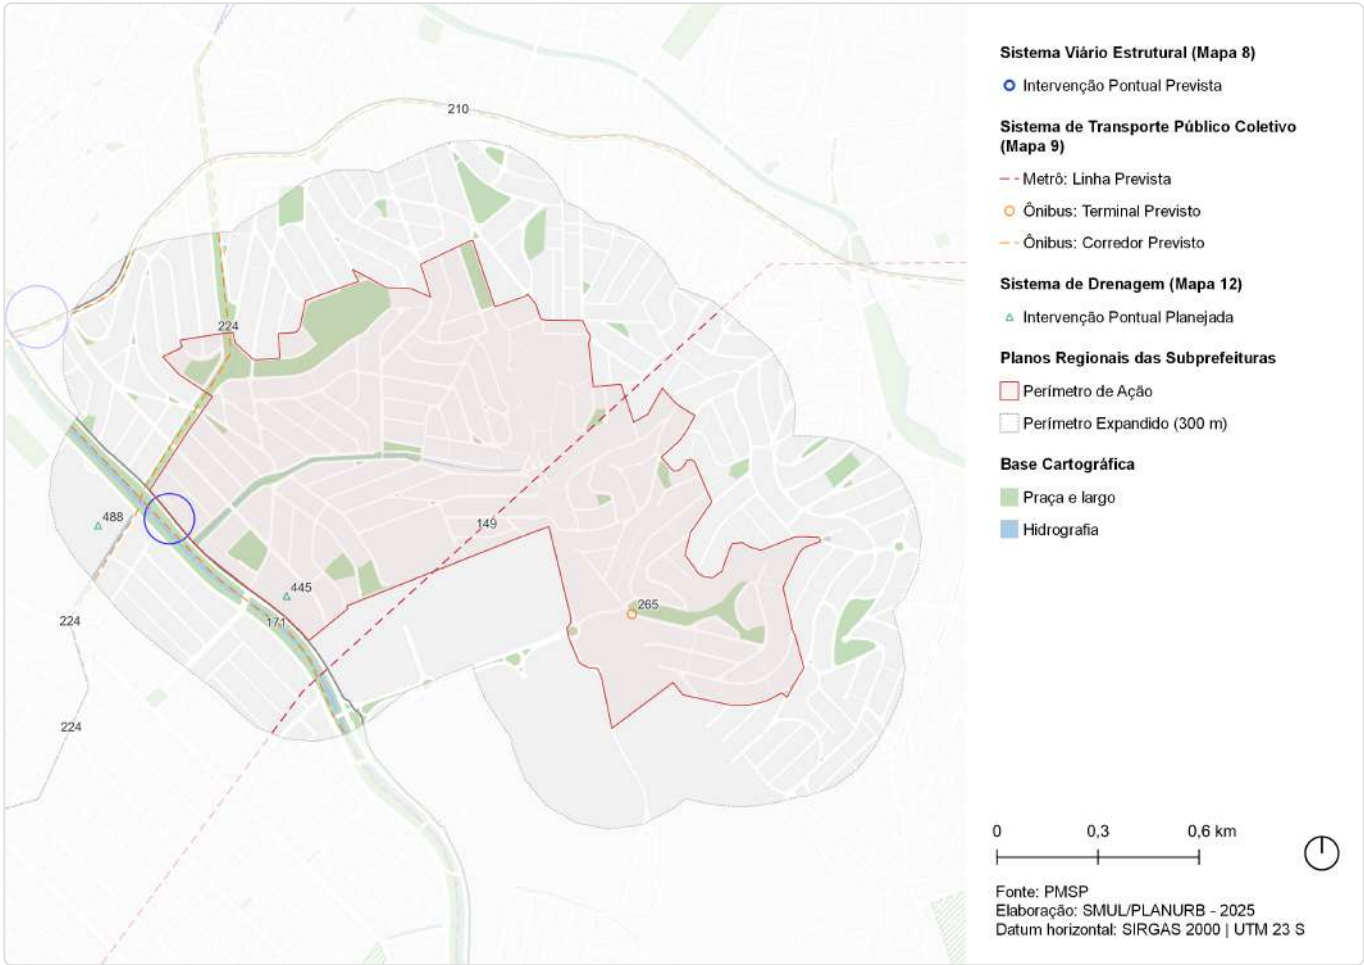 210
224
488
149
445
265
171
224
224
Sistema Viário Estrutural (Mapa 8)
Intervenção Pontual Prevista
Sistema de Transporte Público Coletivo
(Mapa 9)
Metrô: Linha Prevista
Ônibus: Terminal Previsto
Ônibus: Corredor Previsto
Sistema de Drenagem (Mapa 12)
Intervenção Pontual Planejada
Planos Regionais das Subprefeituras
Perímetro de Ação
Perímetro Expandido (300 m)
Base Cartográfica
Praça e largo
Hidrografia
0 0,3 0,6 km
Fonte: PMSP
Elaboração: SMUL/PLANURB - 2025
Datum horizontal: SIRGAS 2000 | UTM 23 S